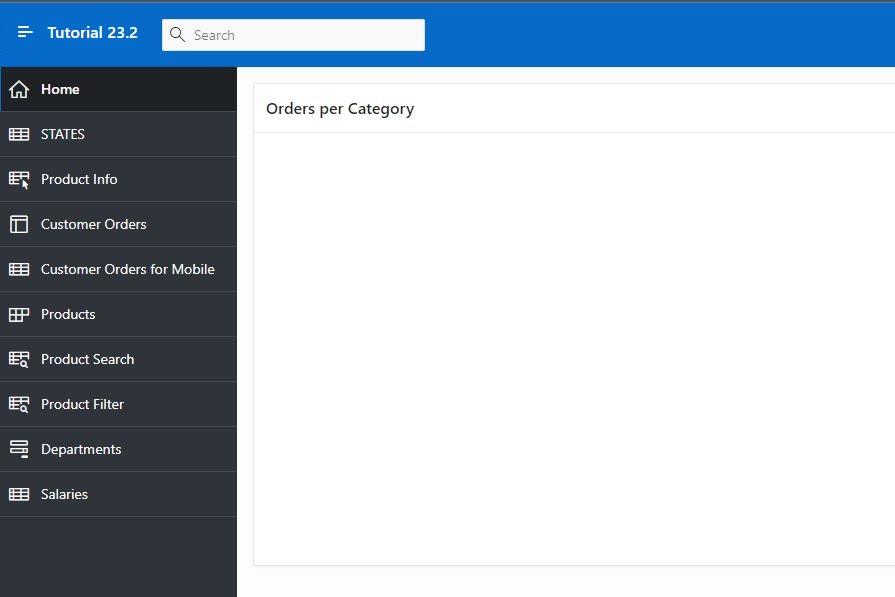 Tutorial 23.2
Search
Home
STATES
Product Info
Customer Orders
Customer Orders for Mobile
Products
Product Search
Product Filter
Departments
Salaries
Orders per Category